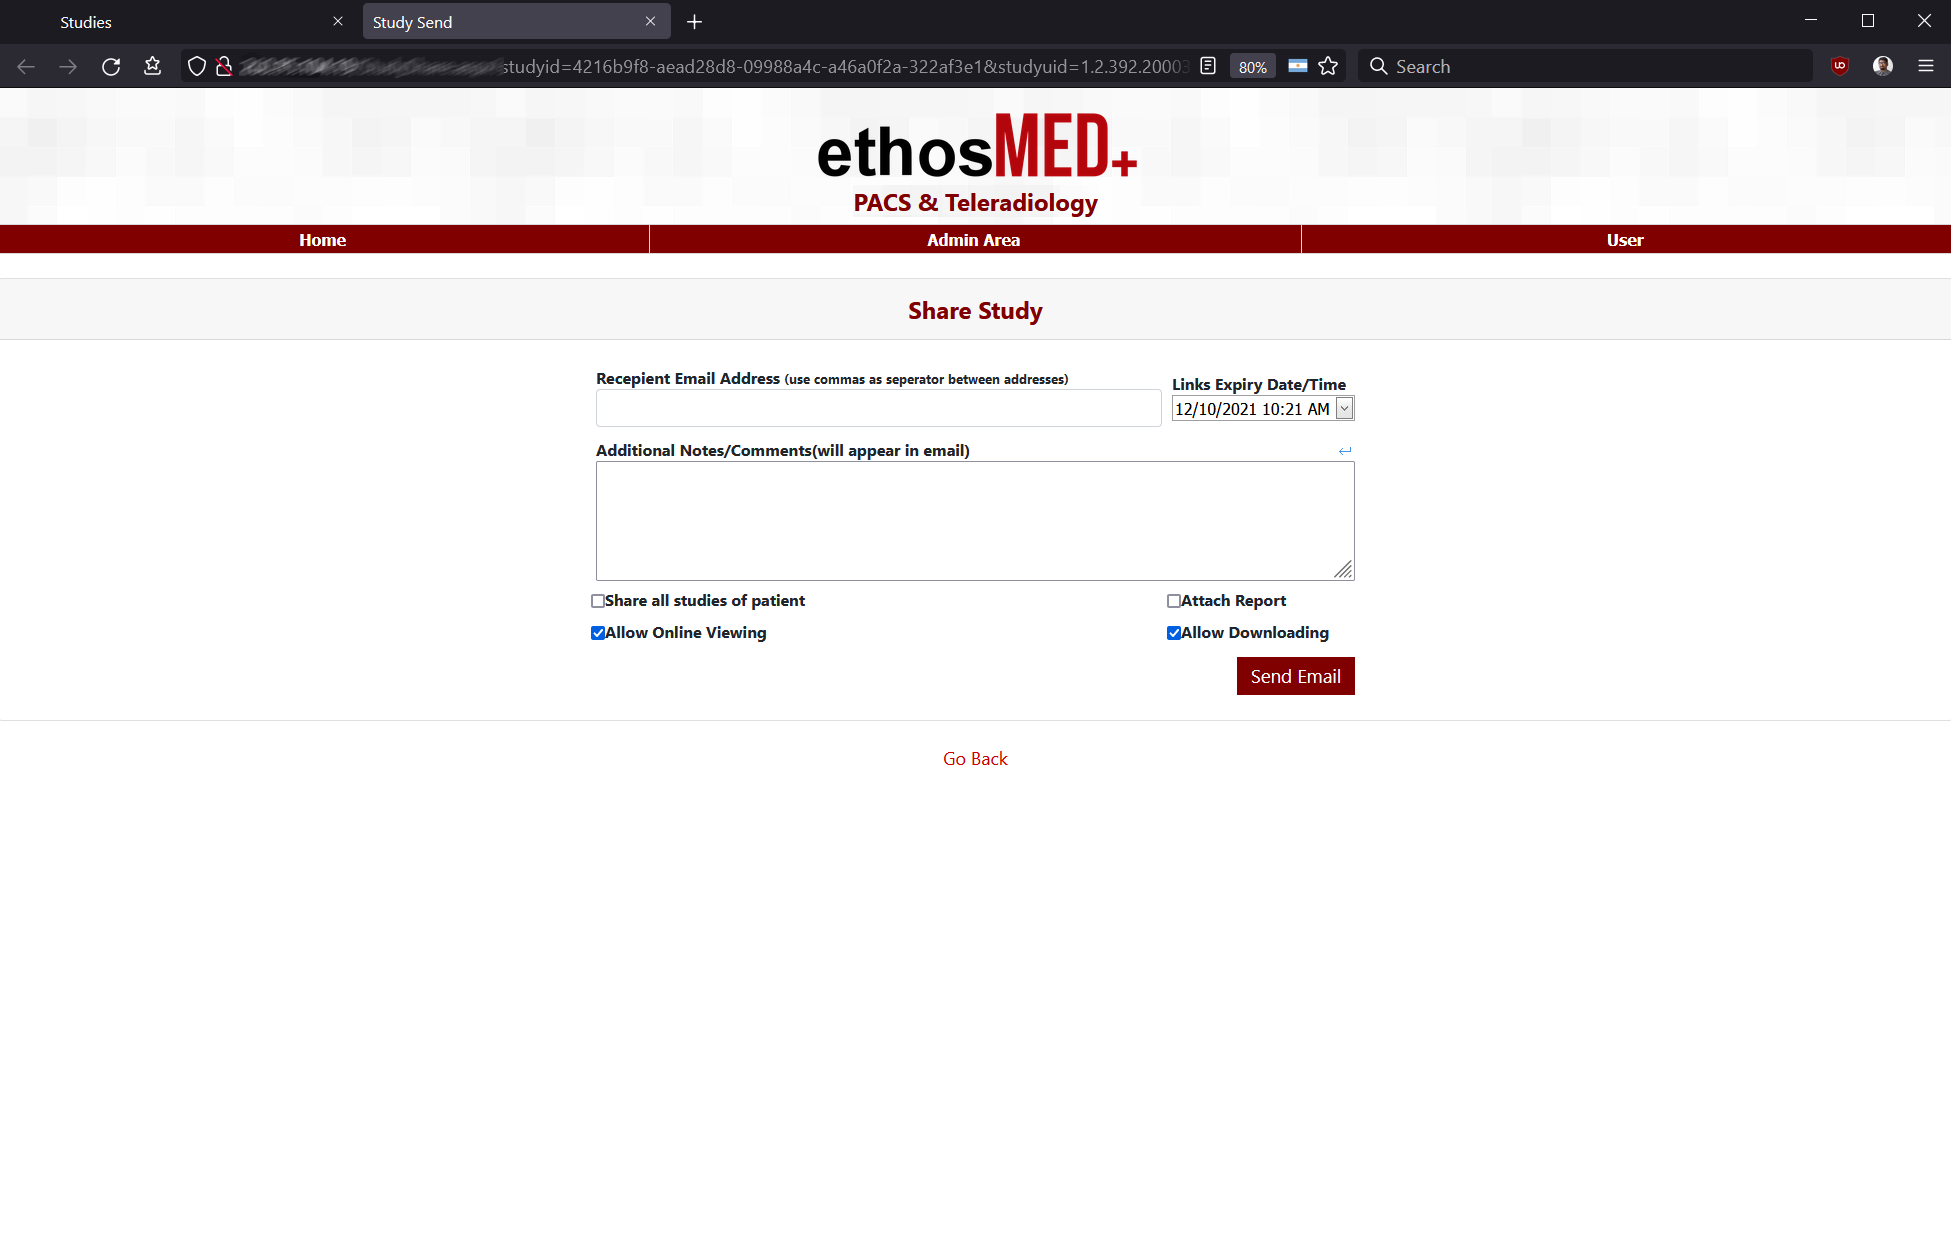 Studies
Study Send
studyid=4216b9f8-aead28d8-09988a4c-a46a0f2a-322af3e1&studyuid=1.2.392.20003
80%
Search
ethosMED+
PACS & Teleradiology
Home
Admin Area
User
Share Study
Recepient Email Address (use commas as seperator between addresses)
Links Expiry Date/Time
12/10/2021 10:21 AM
Additional Notes/Comments(will appear in email)
Share all studies of patient
Attach Report
Allow Online Viewing
Allow Downloading
Send Email
Go Back